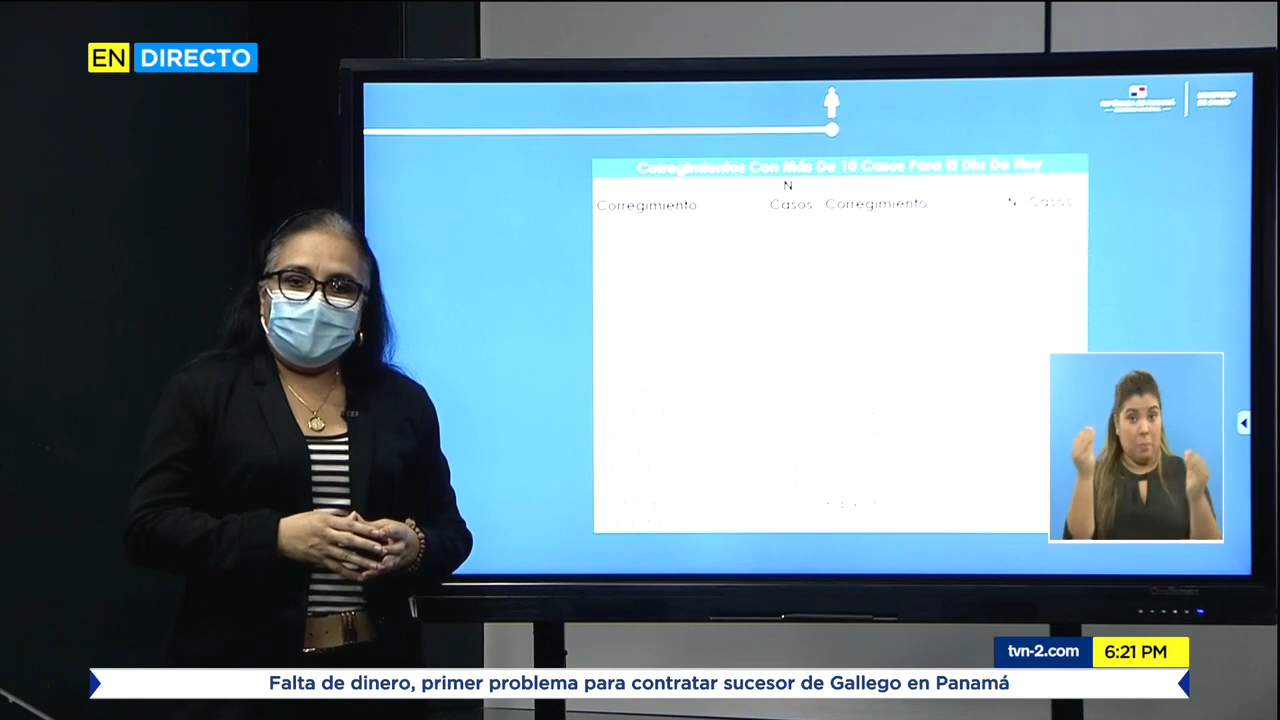 EN DIRECTO
Corregimientos Con Más De 10 Casos Para El Dia De Hoy
N
Corregimiento Casos Corregimiento N Casos
tvn-2.com 6:21 PM
Falta de dinero, primer problema para contratar sucesor de Gallego en Panamá